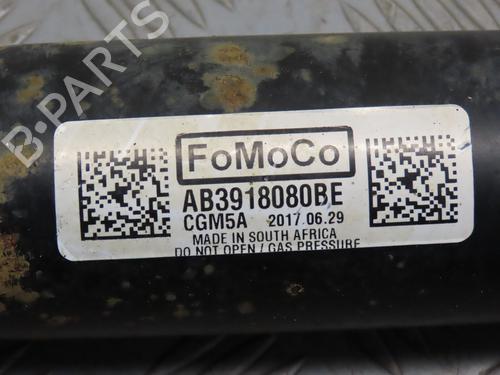 B-PARTS
FoMoCo
AB3918080BE
CGM5A 2017.06.29
MADE IN SOUTH AFRICA
DO NOT OPEN / GAS PRESSURE